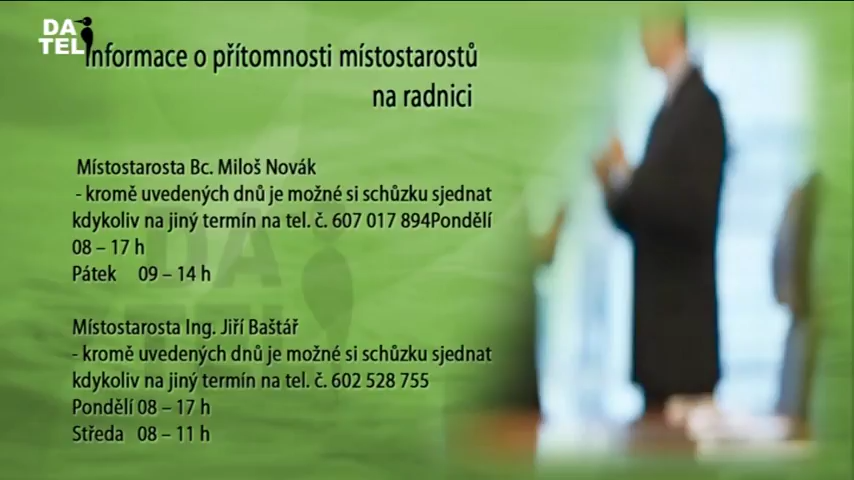 DA
TEL
Informace o přítomnosti místostarostů
na radnici
Místostarosta Bc. Miloš Novák
- kromě uvedených dnů je možné si schůzku sjednat
kdykoliv na jiný termín na tel. č. 607 017 894Pondělí
08 – 17 h
Pátek 09 – 14 h
Místostarosta Ing. Jiří Baštář
- kromě uvedených dnů je možné si schůzku sjednat
kdykoliv na jiný termín na tel. č. 602 528 755
Pondělí 08 – 17 h
Středa 08 – 11 h